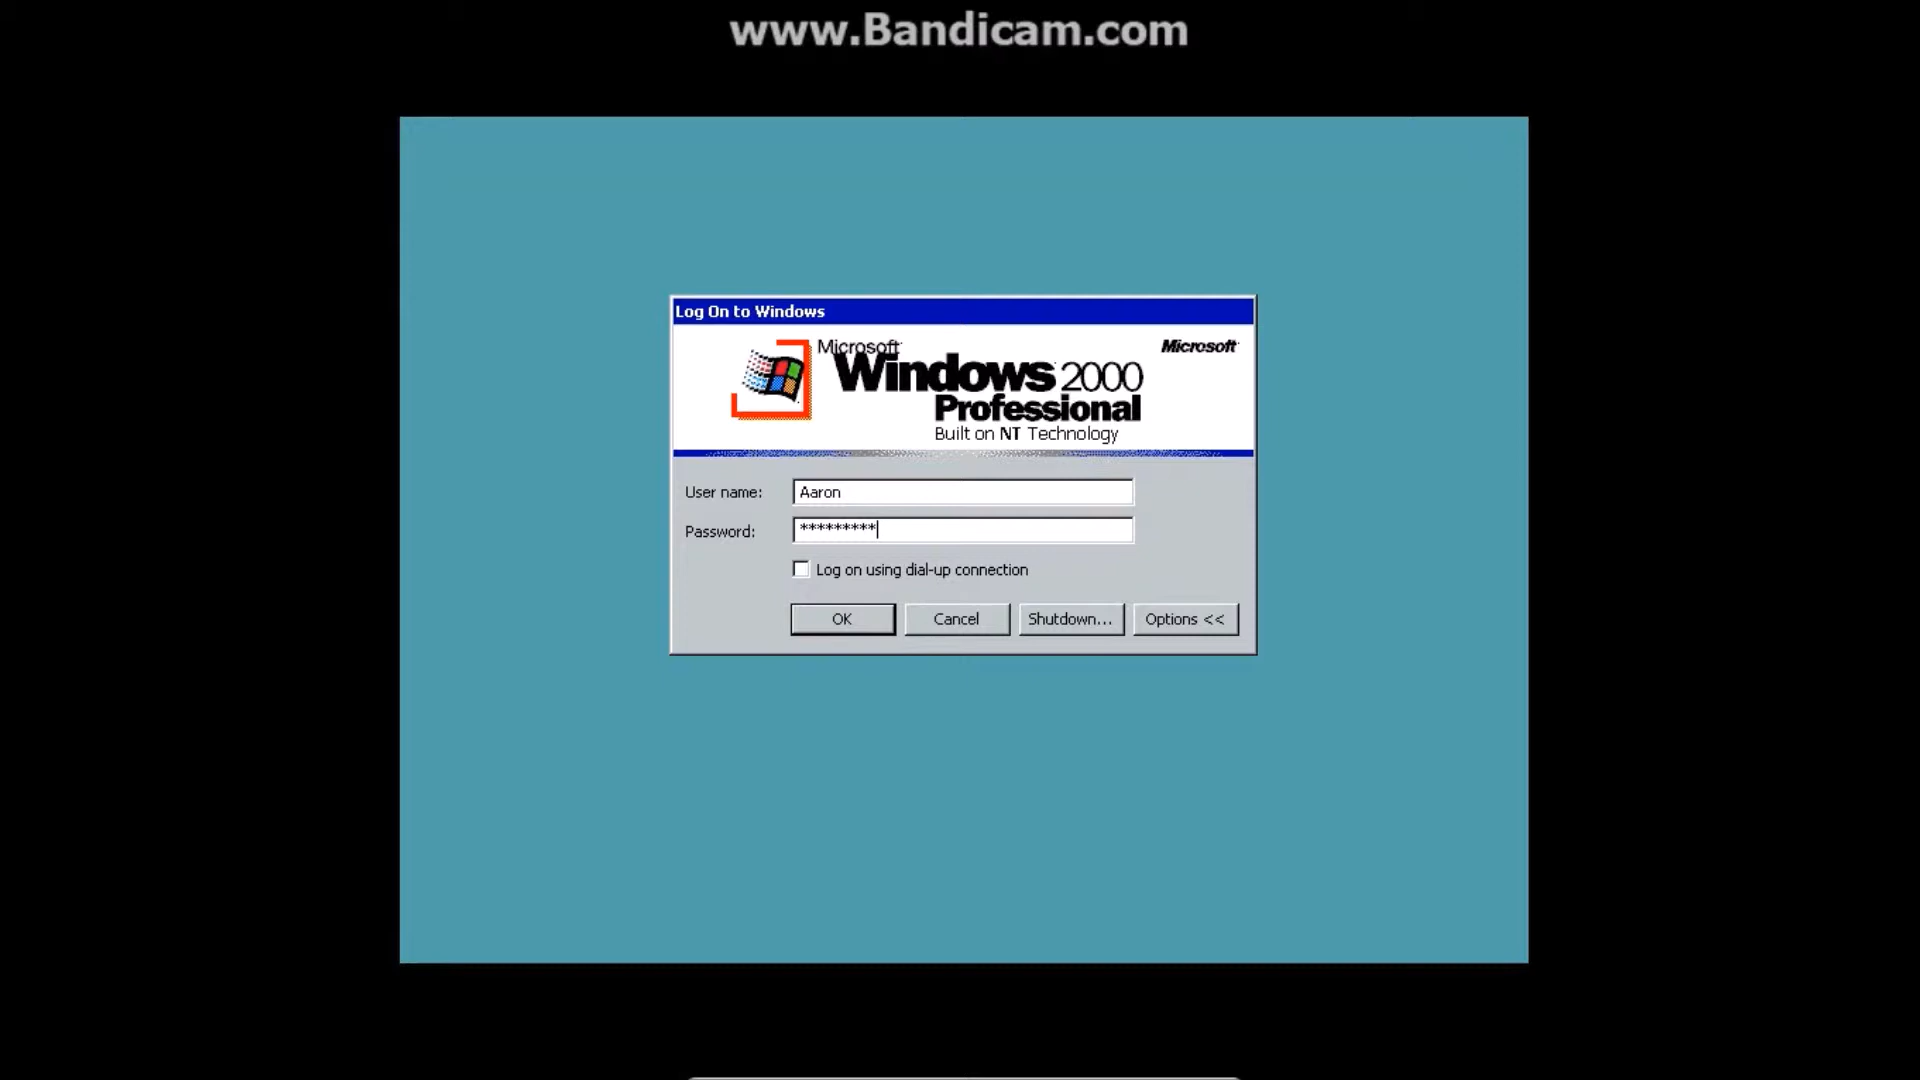 www.Bandicam.com
Log On to Windows
Microsoft
Windows 2000
Professional
Built on NT Technology
Microsoft
User name: Aaron
Password: *********
Log on using dial-up connection
OK Cancel Shutdown... Options <<